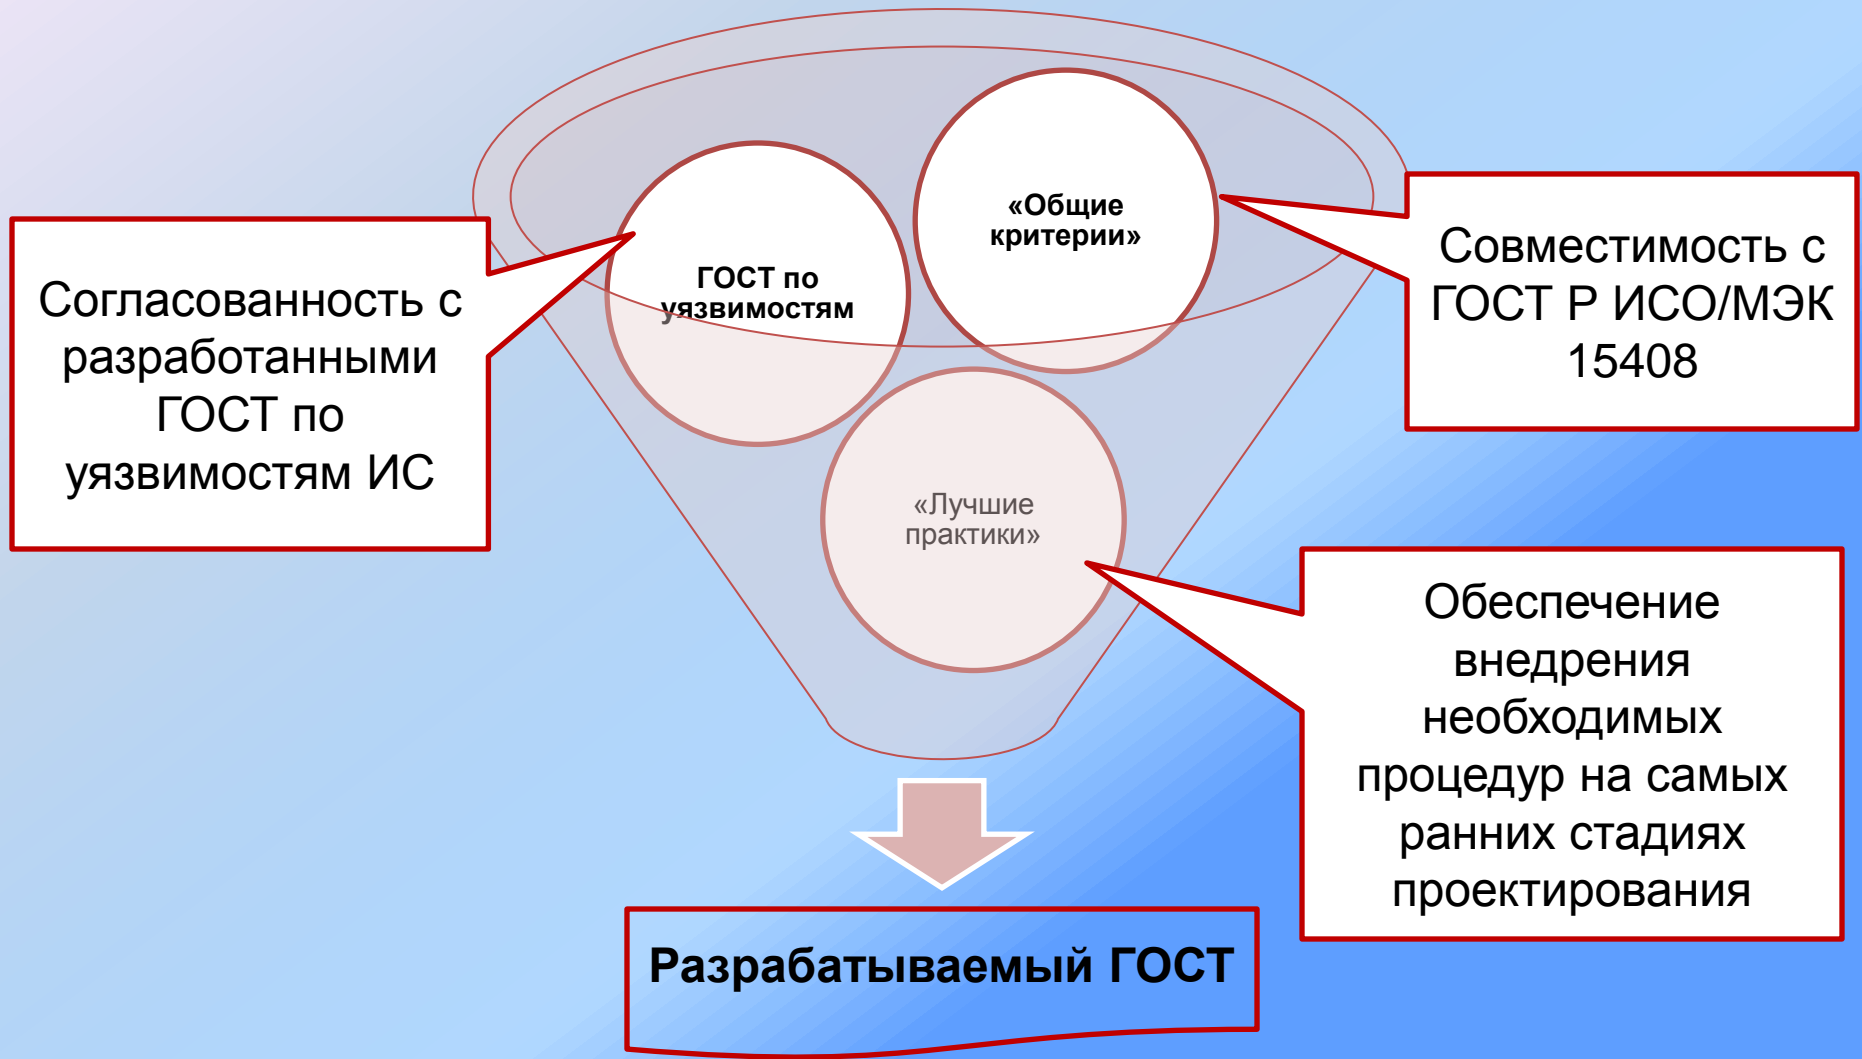 «Общие
критерии»
ГОСТ по
уязвимостям
Согласованность с
разработанными
ГОСТ по
уязвимостям ИС
Совместимость с
ГОСТ Р ИСО/МЭК
15408
«Лучшие
практики»
Обеспечение
внедрения
необходимых
процедур на самых
ранних стадиях
проектирования
Разрабатываемый ГОСТ